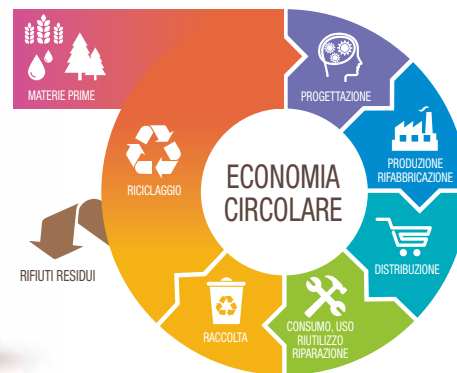 MATERIE PRIME
PROGETTAZIONE
PRODUZIONE
RIFABBRICAZIONE
RICICLAGGIO
ECONOMIA
CIRCOLARE
DISTRIBUZIONE
RIFIUTI RESIDUI
RACCOLTA
CONSUMO, USO
RIUTILIZZO
RIPARAZIONE